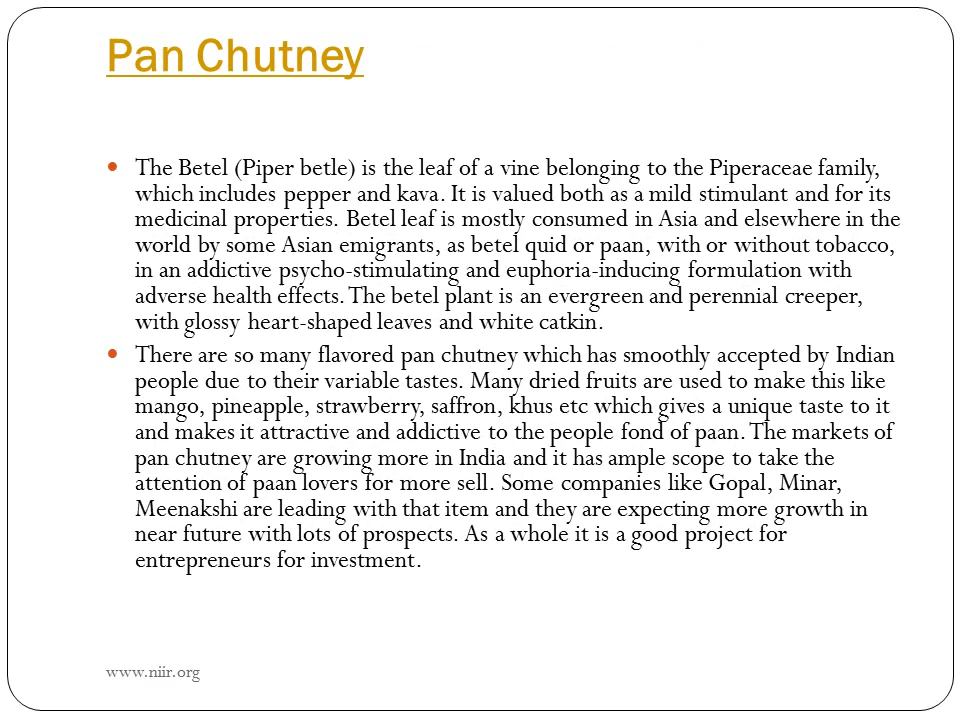 Pan Chutney
• The Betel (Piper betle) is the leaf of a vine belonging to the Piperaceae family,
which includes pepper and kava. It is valued both as a mild stimulant and for its
medicinal properties. Betel leaf is mostly consumed in Asia and elsewhere in the
world by some Asian emigrants, as betel quid or paan, with or without tobacco,
in an addictive psycho-stimulating and euphoria-inducing formulation with
adverse health effects. The betel plant is an evergreen and perennial creeper,
with glossy heart-shaped leaves and white catkin.
• There are so many flavored pan chutney which has smoothly accepted by Indian
people due to their variable tastes. Many dried fruits are used to make this like
mango, pineapple, strawberry, saffron, khus etc which gives a unique taste to it
and makes it attractive and addictive to the people fond of paan. The markets of
pan chutney are growing more in India and it has ample scope to take the
attention of paan lovers for more sell. Some companies like Gopal, Minar,
Meenakshi are leading with that item and they are expecting more growth in
near future with lots of prospects. As a whole it is a good project for
entrepreneurs for investment.
www.niir.org